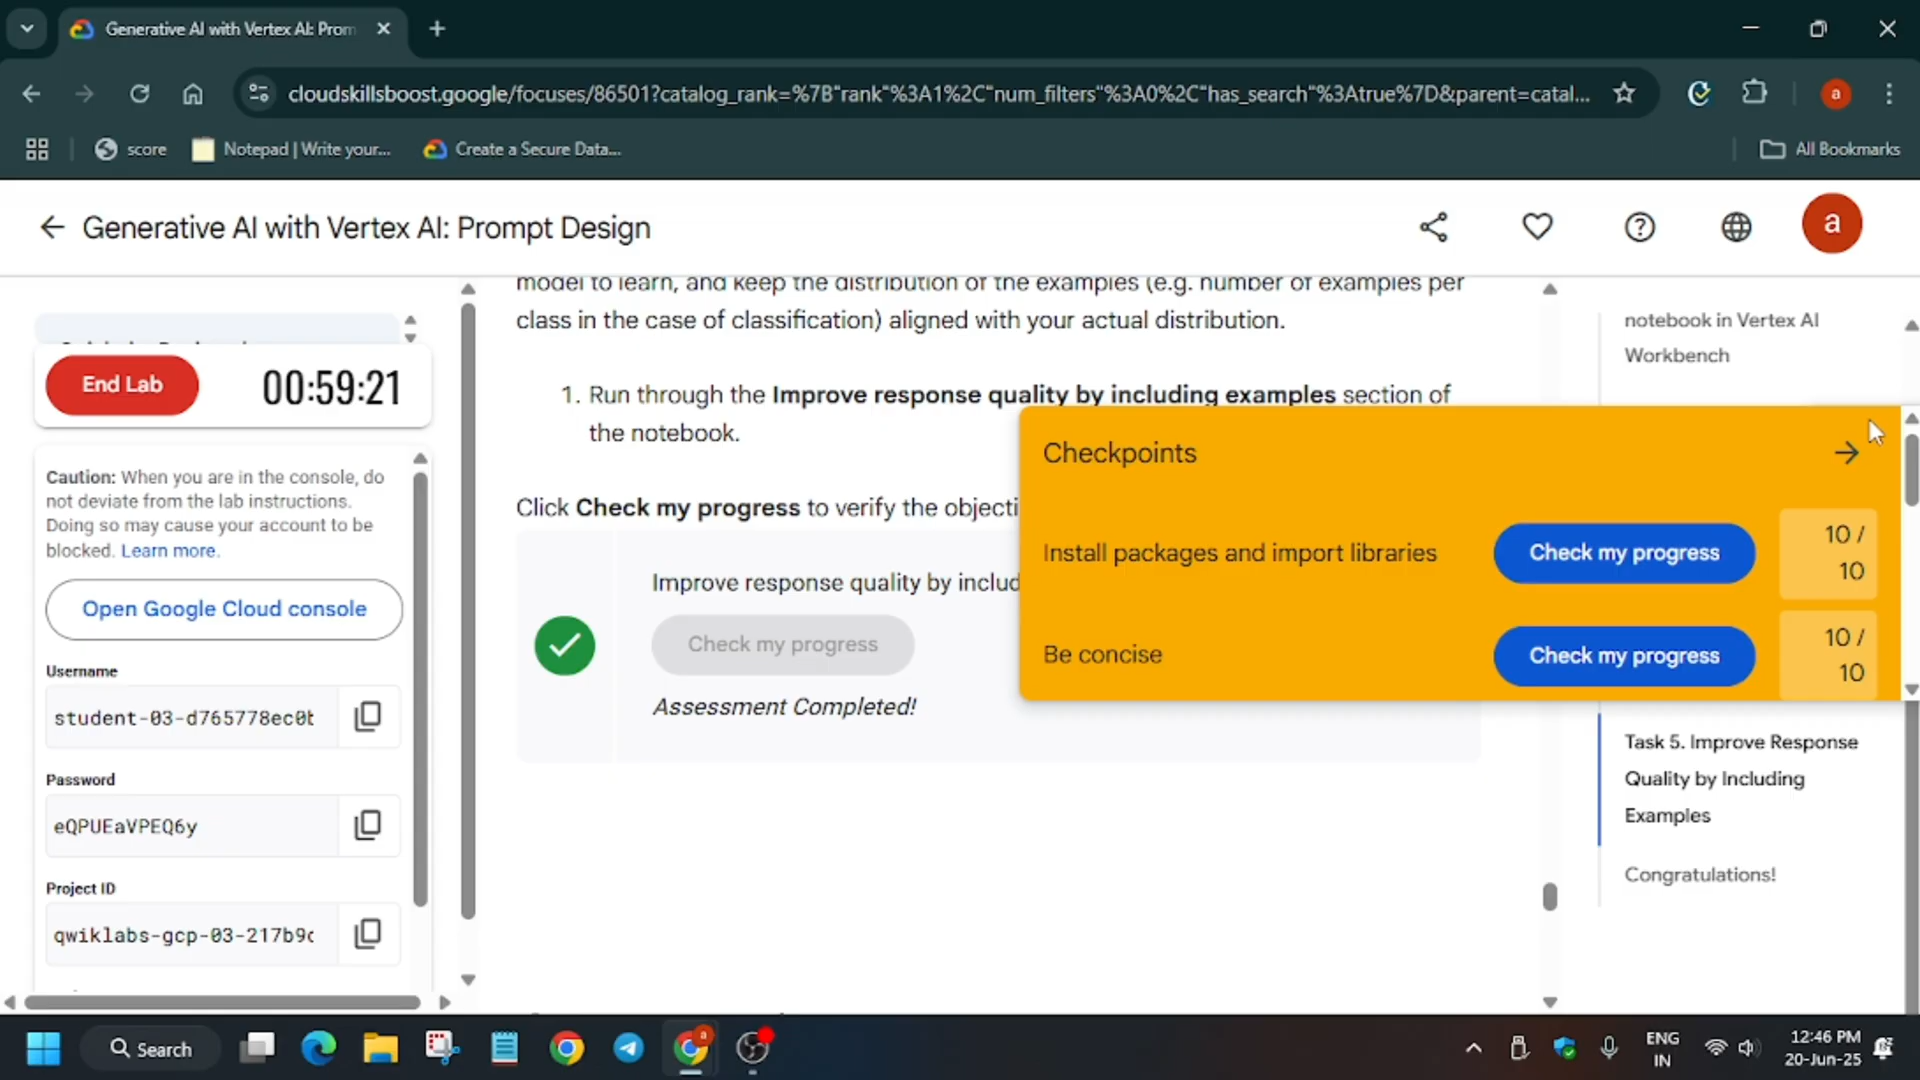 Generative AI with Vertex AI: Prom
cloudskillsboost.google/focuses/86501?catalog_rank=%7B"rank"%3A1%2C"num_filters"%3A0%2C"has_search"%3Atrue%7D&parent=catal...
a
score
Notepad | Write your...
Create a Secure Data...
All Bookmarks
Generative AI with Vertex AI: Prompt Design
a
End Lab
00:59:21
Caution: When you are in the console, do
not deviate from the lab instructions.
Doing so may cause your account to be
blocked. Learn more.
Open Google Cloud console
Username
student-03-d765778ec0b
Password
eQPUEaVPEQ6y
Project ID
qwiklabs-gcp-03-217b9c
model to learn, and keep the distribution of the examples (e.g. number of examples per
class in the case of classification) aligned with your actual distribution.
1. Run through the Improve response quality by including examples section of
the notebook.
Click Check my progress to verify the objecti
Improve response quality by includ
Check my progress
Assessment Completed!
Checkpoints
Install packages and import libraries
Check my progress
10 /
10
Be concise
Check my progress
10 /
10
notebook in Vertex AI
Workbench
Task 5. Improve Response
Quality by Including
Examples
Congratulations!
Search
a
ENG
IN
12:46 PM
20-Jun-25